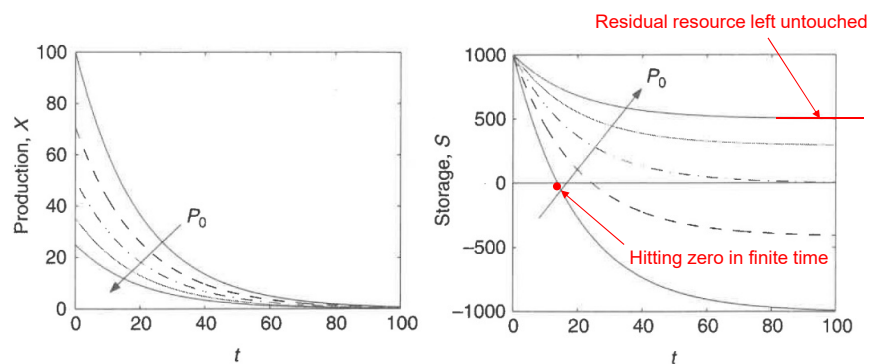 Residual resource left untouched
100
80
60
40
20
0
0 20 40 60 80 100
Production, X
t
P0
1000
500
0
−500
−1000
0 20 40 60 80 100
Storage, S
t
P0
Hitting zero in finite time